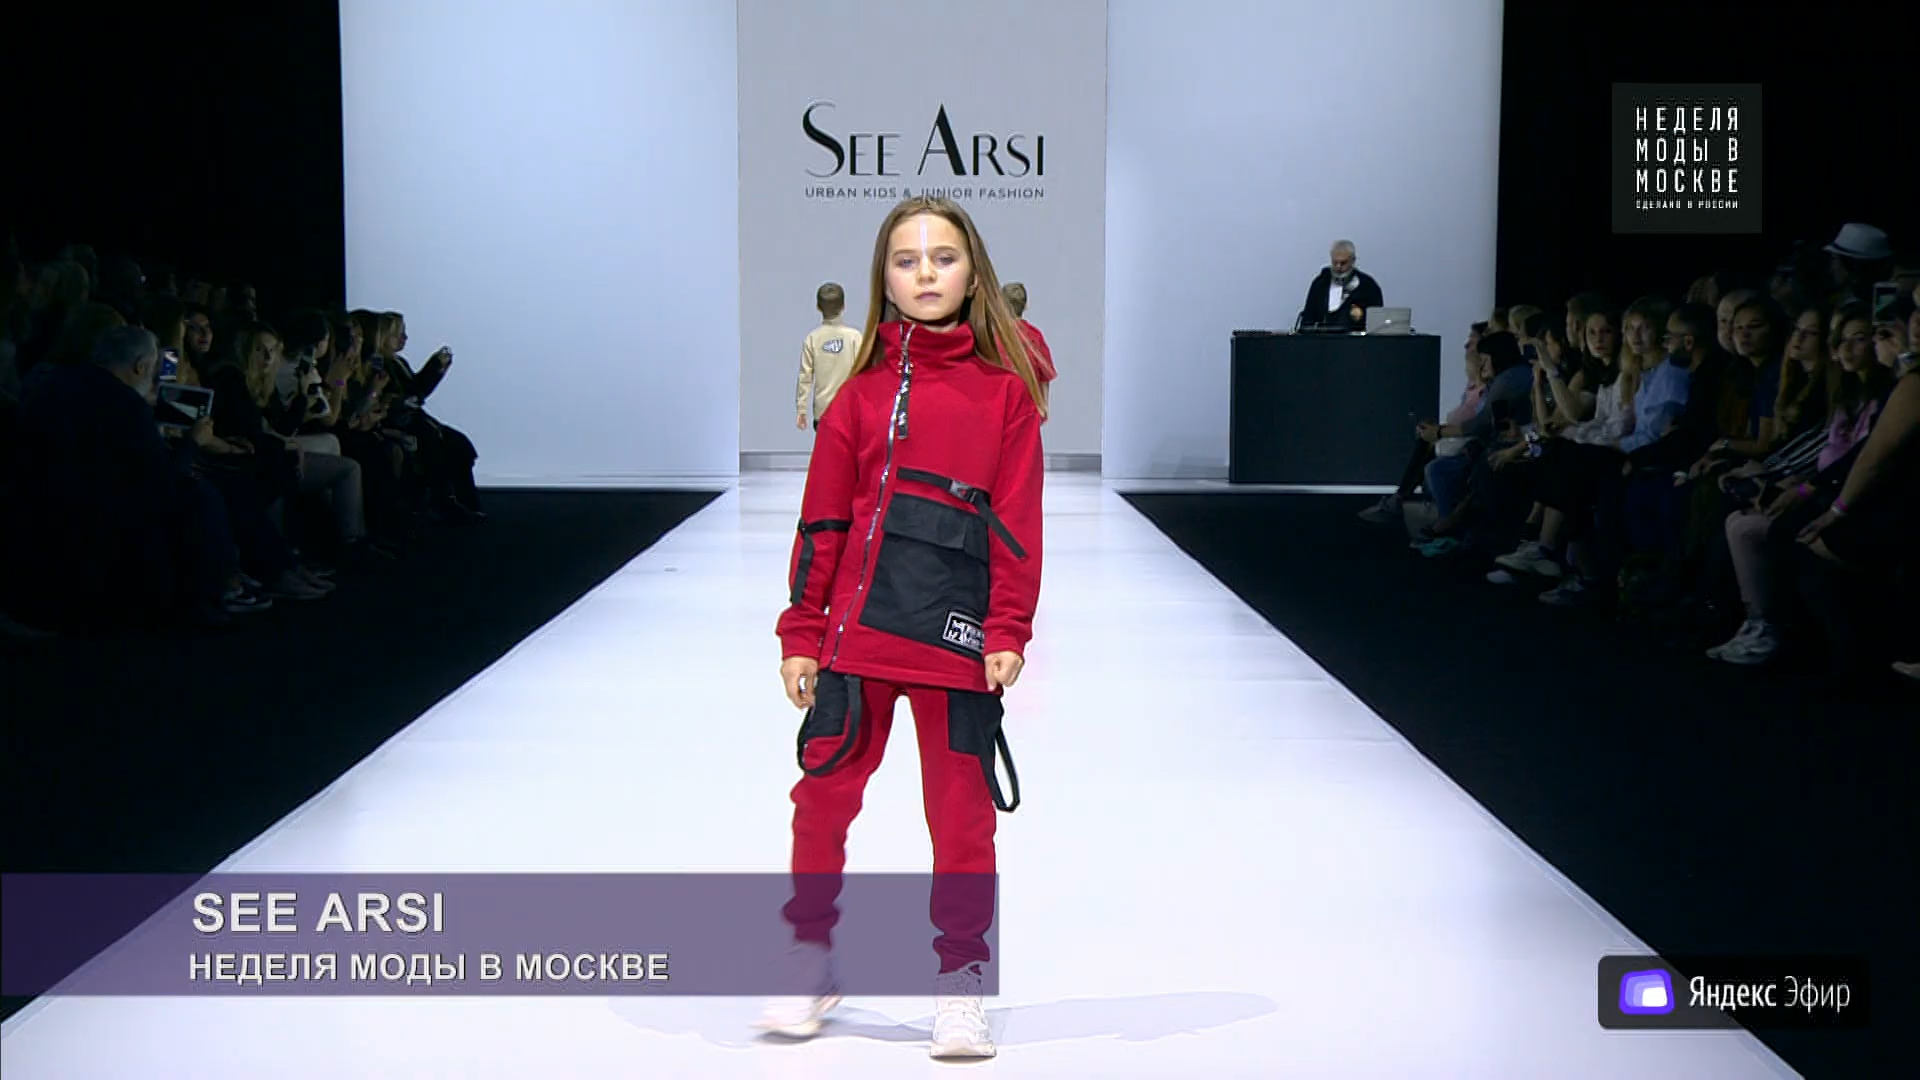 SEE ARSI
URBAN KIDS & JUNIOR FASHION
НЕДЕЛЯ
МОДЫ В
МОСКВЕ
СДЕЛАНО В РОССИИ
SEE ARSI
НЕДЕЛЯ МОДЫ В МОСКВЕ
Яндекс Эфир